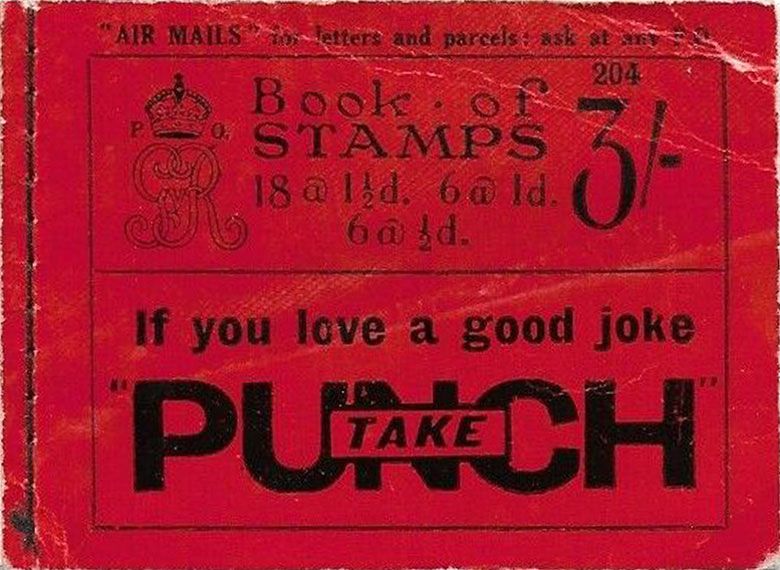 "AIR MAILS" for letters and parcels: ask at any P.O.
204
P. O.
GvR
Book · of
STAMPS
3/-
18 @ 1½d. 6 @ 1d.
6 @ ½d.
If you love a good joke
"PUNCH"
TAKE